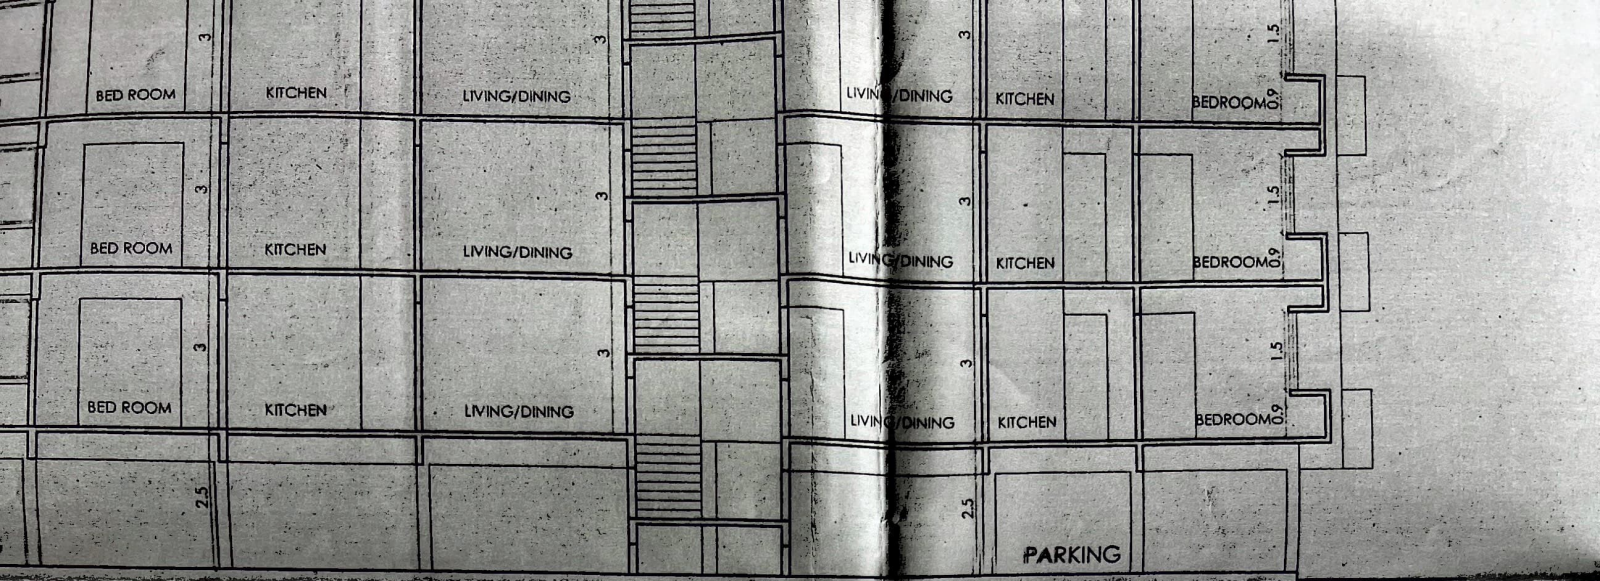 3 3 3 1.5
BED ROOM KITCHEN LIVING/DINING LIVING/DINING KITCHEN BEDROOM 0.9
3 3 3 1.5
BED ROOM KITCHEN LIVING/DINING LIVING/DINING KITCHEN BEDROOM 0.9
3 3 3 1.5
BED ROOM KITCHEN LIVING/DINING LIVING/DINING KITCHEN BEDROOM 0.9
2.5 2.5
PARKING